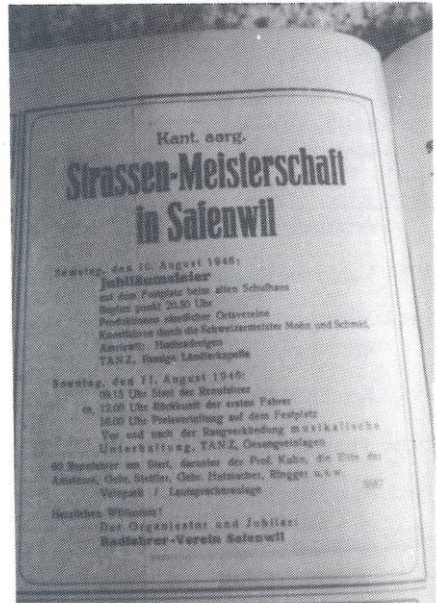 Kant. aarg.
Strassen-Meisterschaft
in Safenwil
Samstag, den 10. August 1946:
Jubiläumsfeier
auf dem Festplatz beim alten Schulhaus
Beginn punkt 20.30 Uhr
Produktionen sämtlicher Ortsvereine
Kunstfahren durch die Schweizermeister Mohn und Schmid,
TANZ, Rassige Ländlerkapelle
Sonntag, den 11. August 1946:
09.15 Uhr Start der Rennfahrer
ca. 12.00 Uhr Rückkunft der ersten Fahrer
16.00 Uhr Preisverteilung auf dem Festplatz
Vor und nach der Rangverkündung musikalische
Unterhaltung, TANZ, Gesangseinlagen
60 Rennfahrer am Start, darunter der Prof. Kuhn, die Elite der
Amateure, Gebr. Stettler, Gebr. Hutmacher, Ringger u.s.w.
Velopark / Lautsprecheranlage
Herzlichen Willkomm!
Der Organisator und Jubilar:
Radfahrer-Verein Safenwil